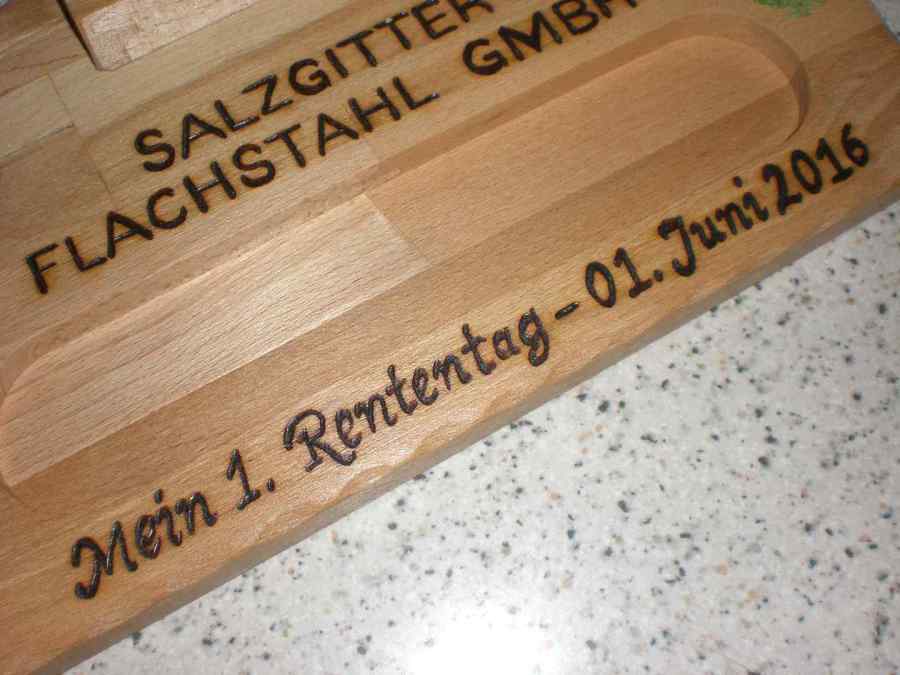 SALZGITTER
FLACHSTAHL GMBH
Mein 1. Rententag - 01. Juni 2016